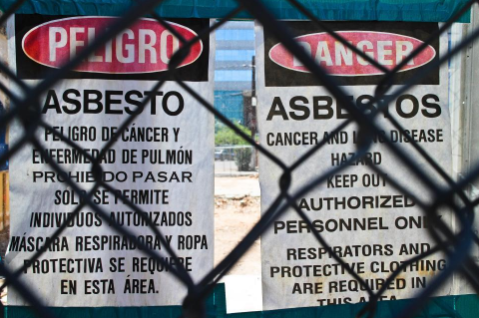 PELIGRO
ASBESTO
PELIGRO DE CÁNCER Y
ENFERMEDAD DE PULMÓN
PROHIBIDO PASAR
SOLO SE PERMITE
INDIVIDUOS AUTORIZADOS
MÁSCARA RESPIRADORA Y ROPA
PROTECTIVA SE REQUIERE
EN ESTA ÁREA.
DANGER
ASBESTOS
CANCER AND LUNG DISEASE
HAZARD
KEEP OUT
AUTHORIZED
PERSONNEL ONLY
RESPIRATORS AND
PROTECTIVE CLOTHING
ARE REQUIRED IN
THIS AREA